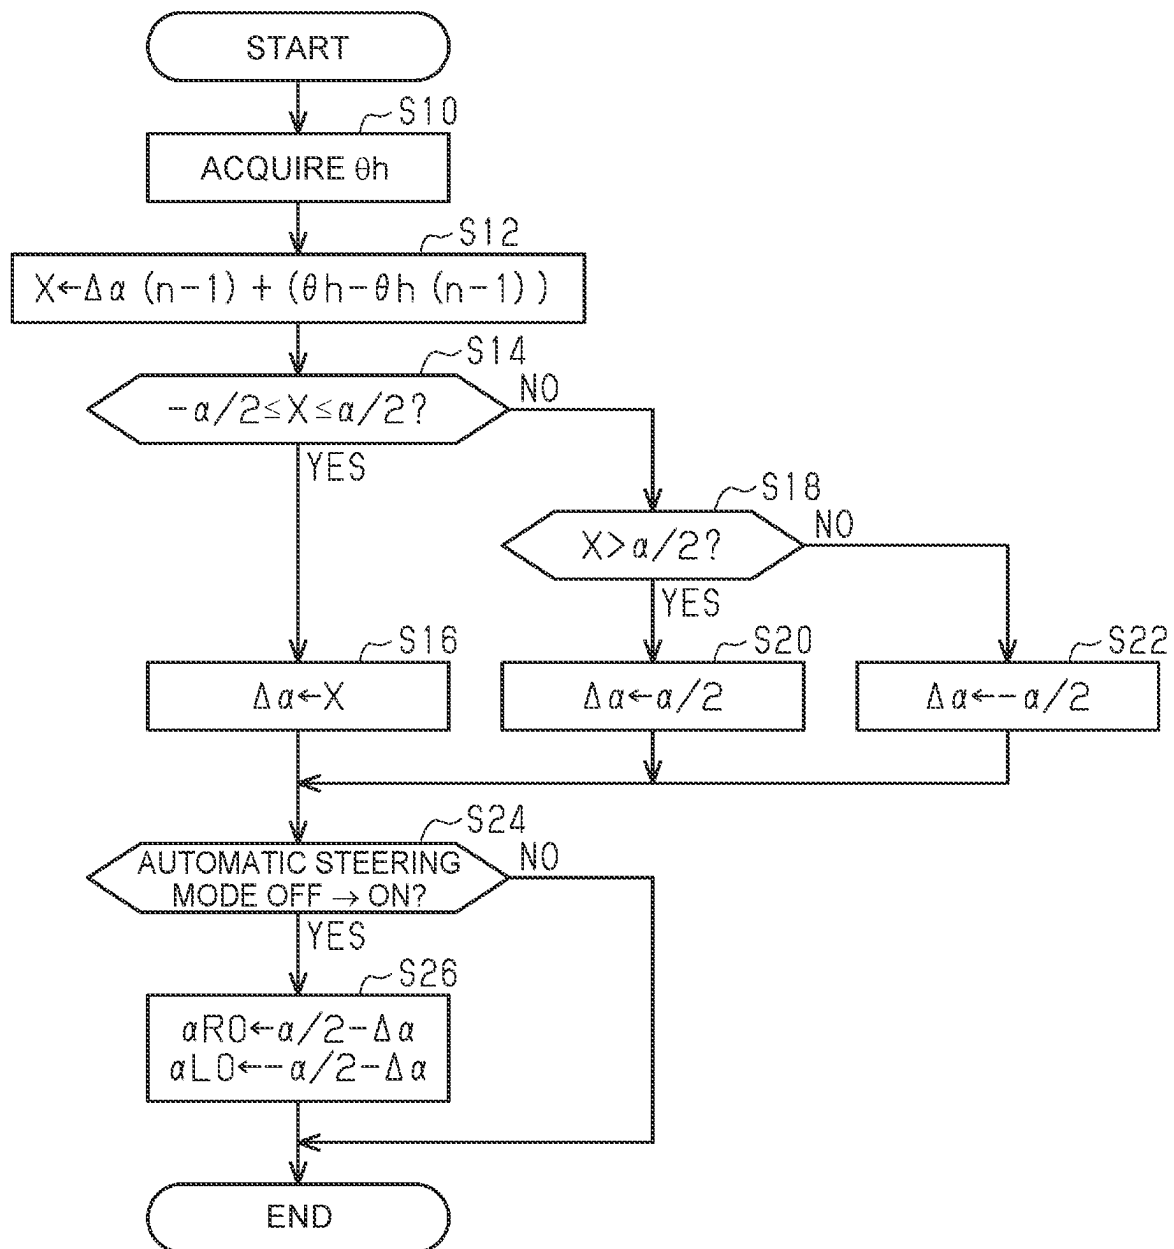 START
S10
ACQUIRE θh
S12
X←Δα (n-1) + (θh-θh (n-1))
S14
-α/2≤X≤α/2?
NO
YES
S18
X>α/2?
NO
YES
S16
Δα←X
S20
Δα←α/2
S22
Δα←-α/2
S24
AUTOMATIC STEERING
MODE OFF → ON?
NO
YES
S26
αR0←α/2-Δα
αL0←-α/2-Δα
END